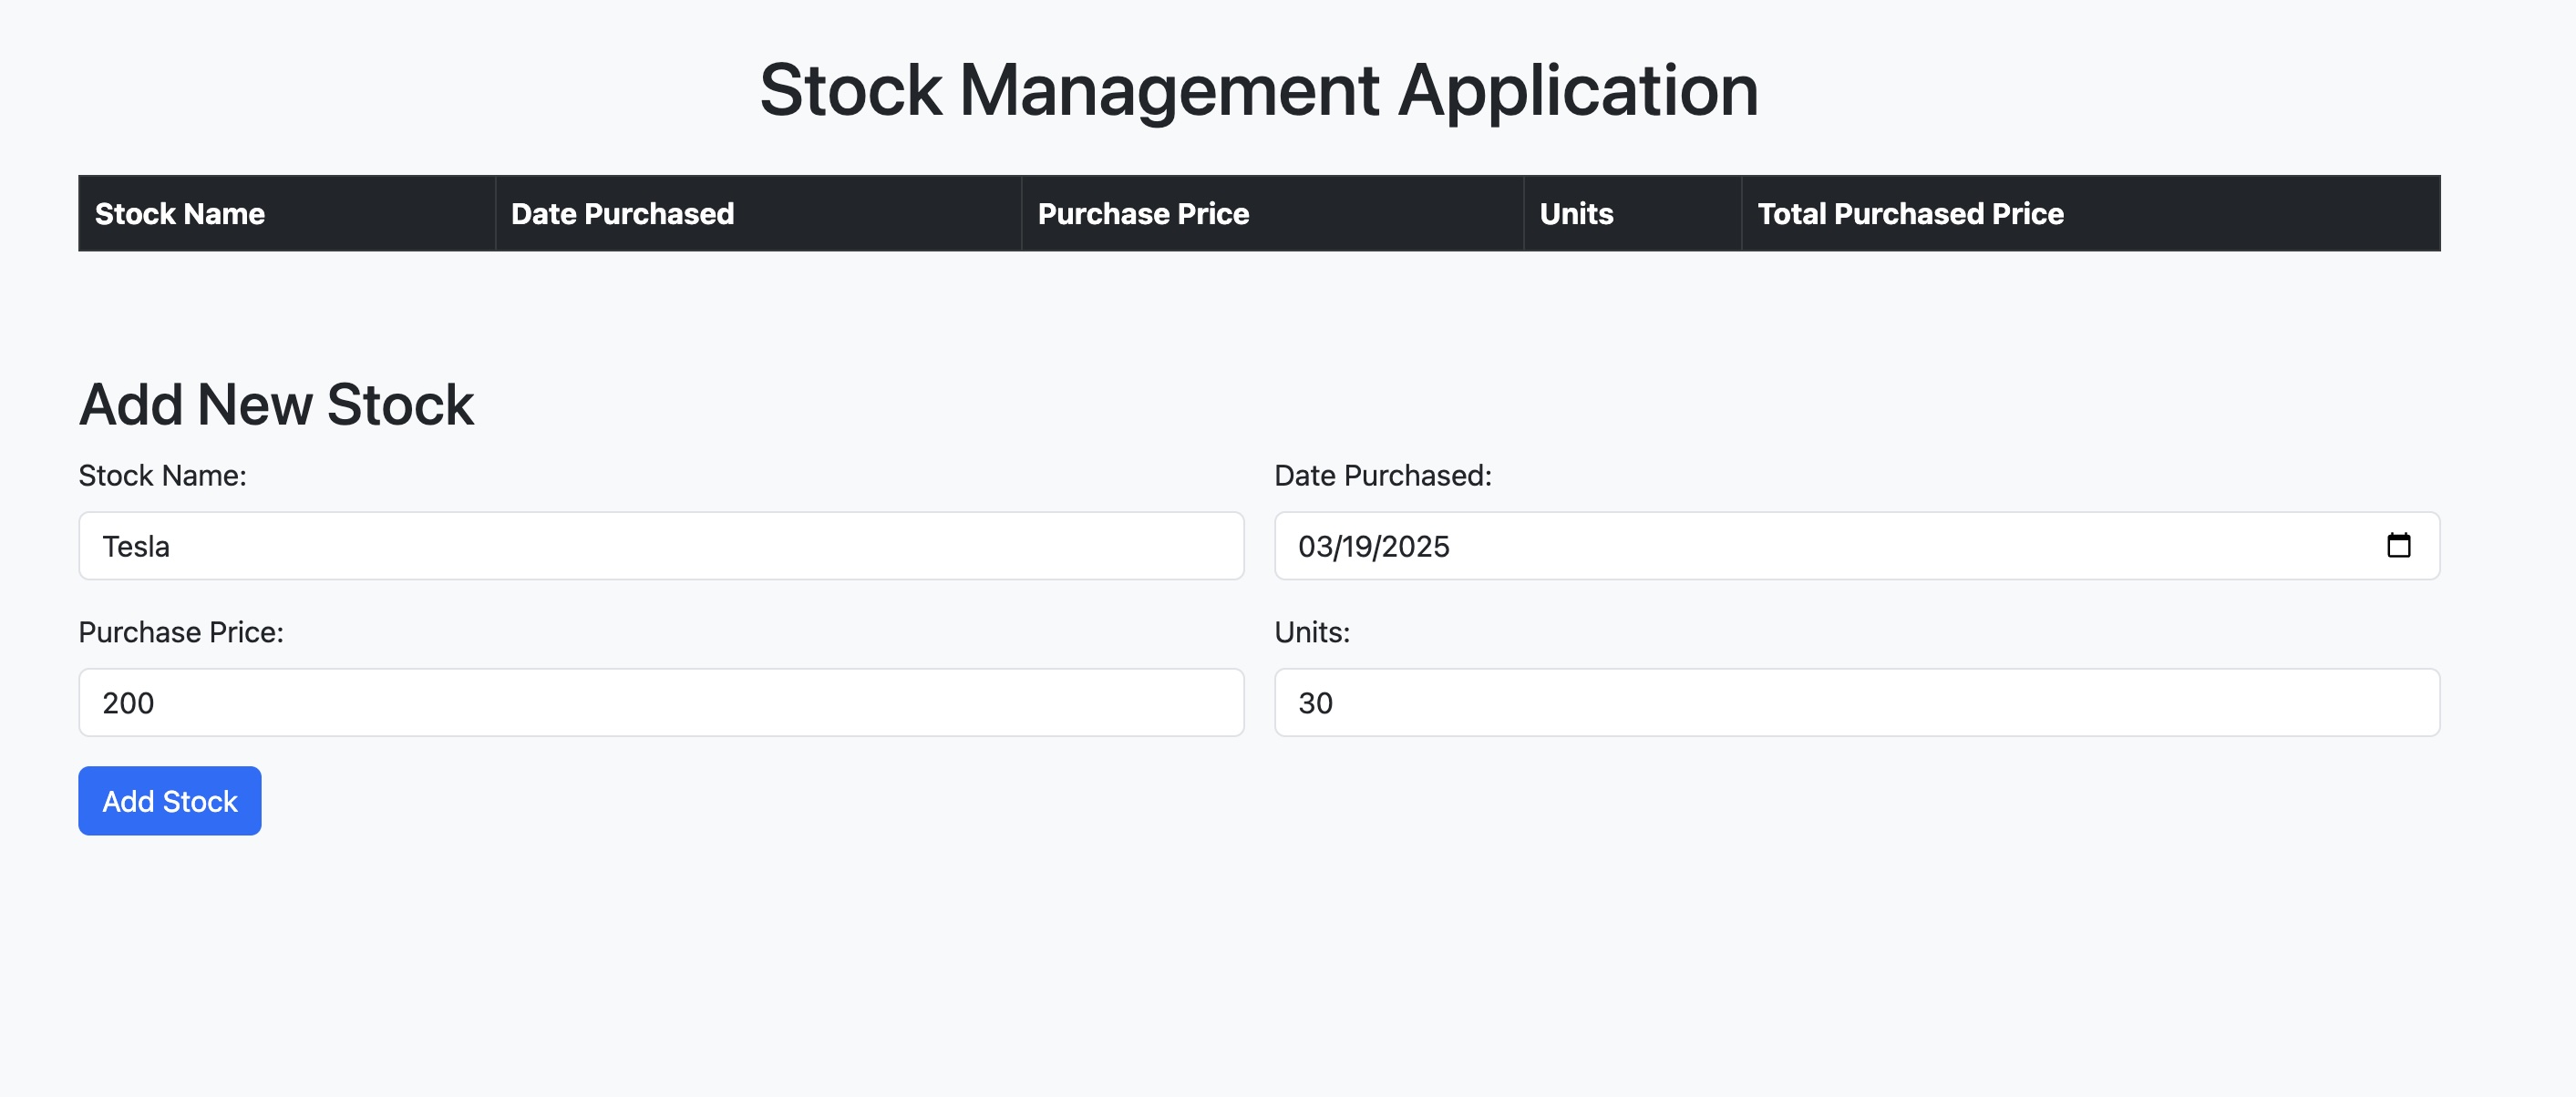 Stock Management Application
Stock Name Date Purchased Purchase Price Units Total Purchased Price
Add New Stock
Stock Name: Date Purchased:
Tesla 03/19/2025
Purchase Price: Units:
200 30
Add Stock